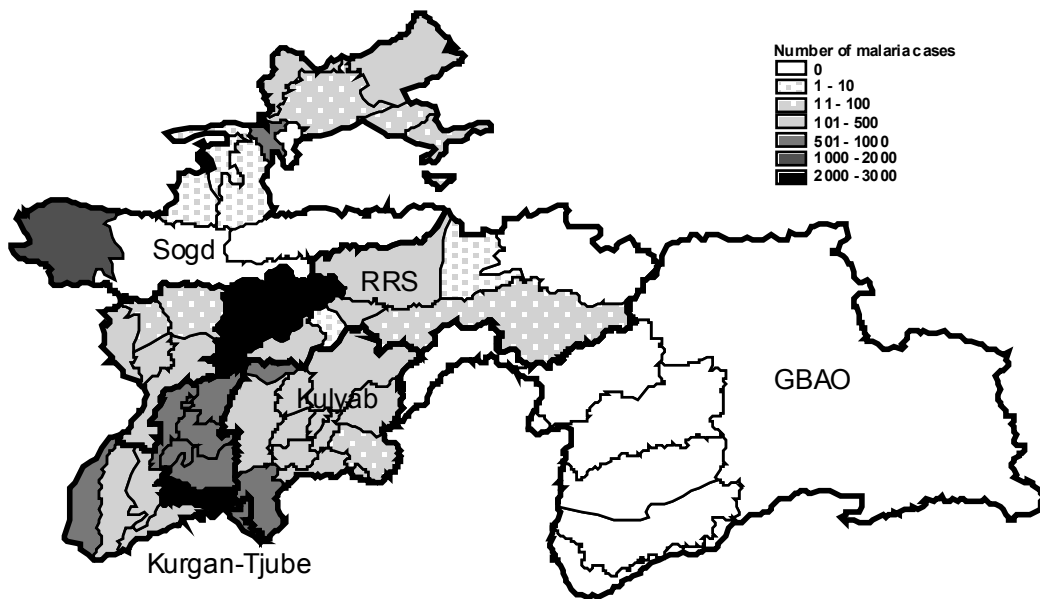 Number of malaria cases
0
1 - 10
11 - 100
101 - 500
501 - 1000
1000 - 2000
2000 - 3000
Sogd
RRS
GBAO
Kulyab
Kurgan-Tjube